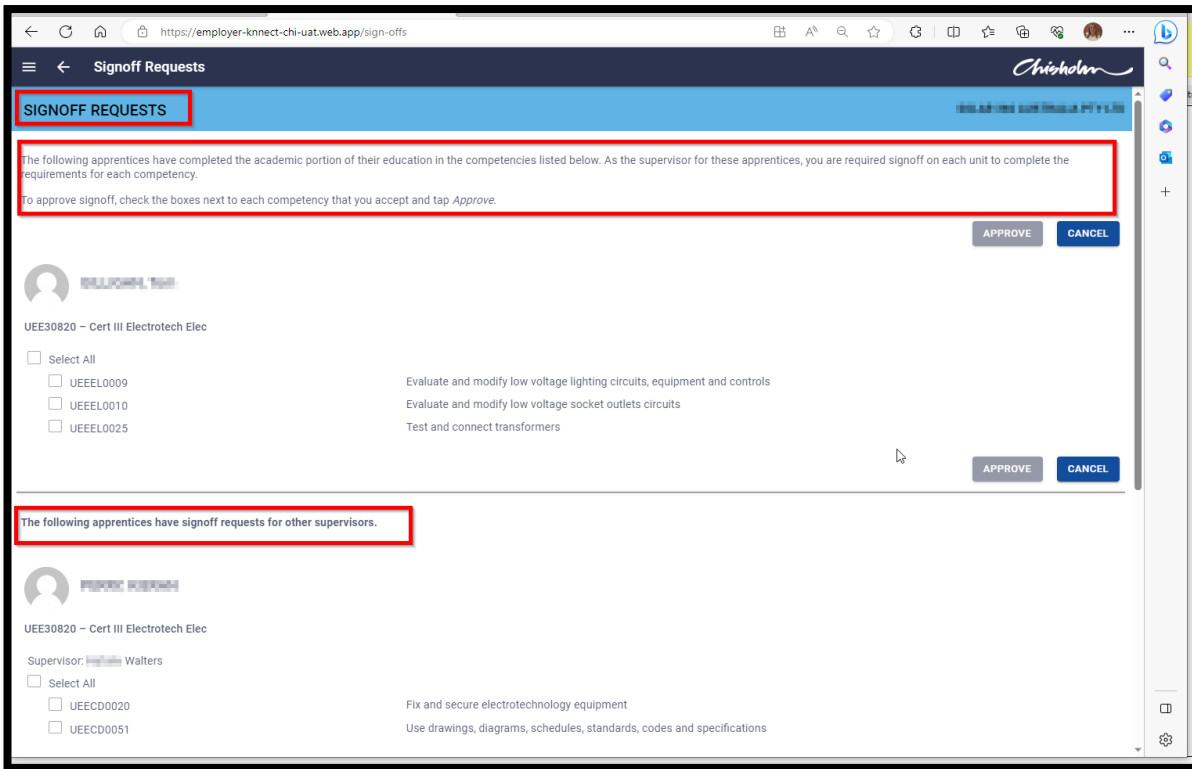 https://employer-knnect-chi-uat.web.app/sign-offs
Signoff Requests
Chisholm
SIGNOFF REQUESTS
The following apprentices have completed the academic portion of their education in the competencies listed below. As the supervisor for these apprentices, you are required signoff on each unit to complete the
requirements for each competency.
To approve signoff, check the boxes next to each competency that you accept and tap Approve.
APPROVE CANCEL
UEE30820 – Cert III Electrotech Elec
Select All
UEEEL0009 Evaluate and modify low voltage lighting circuits, equipment and controls
UEEEL0010 Evaluate and modify low voltage socket outlets circuits
UEEEL0025 Test and connect transformers
APPROVE CANCEL
The following apprentices have signoff requests for other supervisors.
UEE30820 – Cert III Electrotech Elec
Supervisor: Walters
Select All
UEECD0020 Fix and secure electrotechnology equipment
UEECD0051 Use drawings, diagrams, schedules, standards, codes and specifications